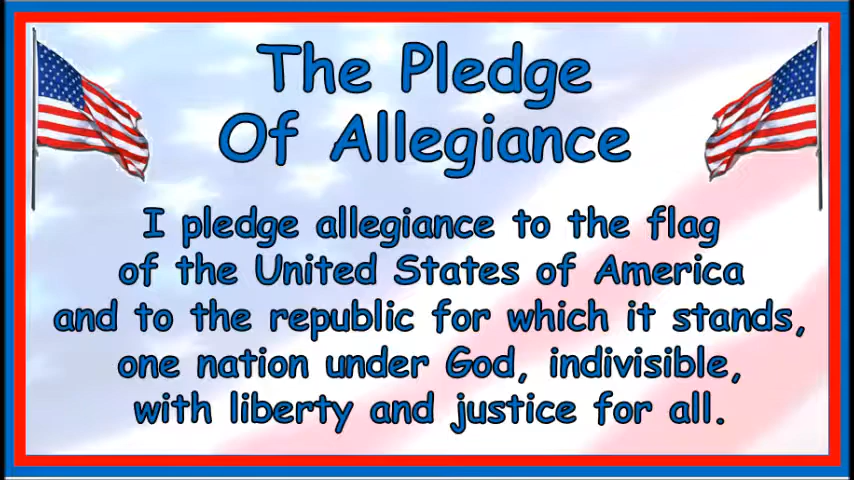 The Pledge
Of Allegiance
I pledge allegiance to the flag
of the United States of America
and to the republic for which it stands,
one nation under God, indivisible,
with liberty and justice for all.